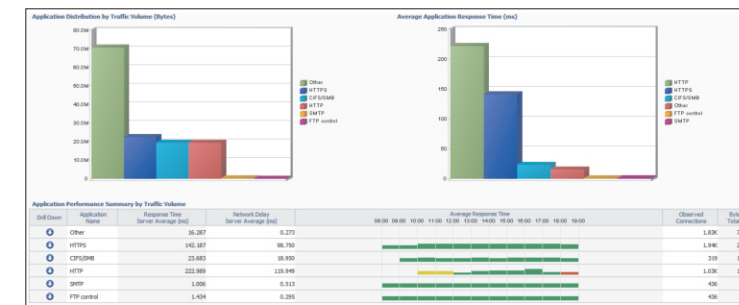 Application Distribution by Traffic Volume (Bytes)
80.0M
70.0M
60.0M
50.0M
40.0M
30.0M
20.0M
10.0M
0
Other
HTTPS
CIFS/SMB
HTTP
SMTP
FTP control
Average Application Response Time (ms)
250
200
150
100
50
0
HTTP
HTTPS
CIFS/SMB
Other
FTP control
SMTP
Application Performance Summary by Traffic Volume
Drill Down Application Name Response Time Server Average (ms) Network Delay Server Average (ms) Average Response Time Observed Connections
08:00 09:00 10:00 11:00 12:00 13:00 14:00 15:00 16:00 17:00 18:00 19:00
Other 16.287 0.273 1.83K
HTTPS 142.167 98.750 1.94K
CIFS/SMB 23.683 18.950 319
HTTP 222.989 119.949 1.03K
SMTP 1.006 0.513 436
FTP control 1.434 0.295 436